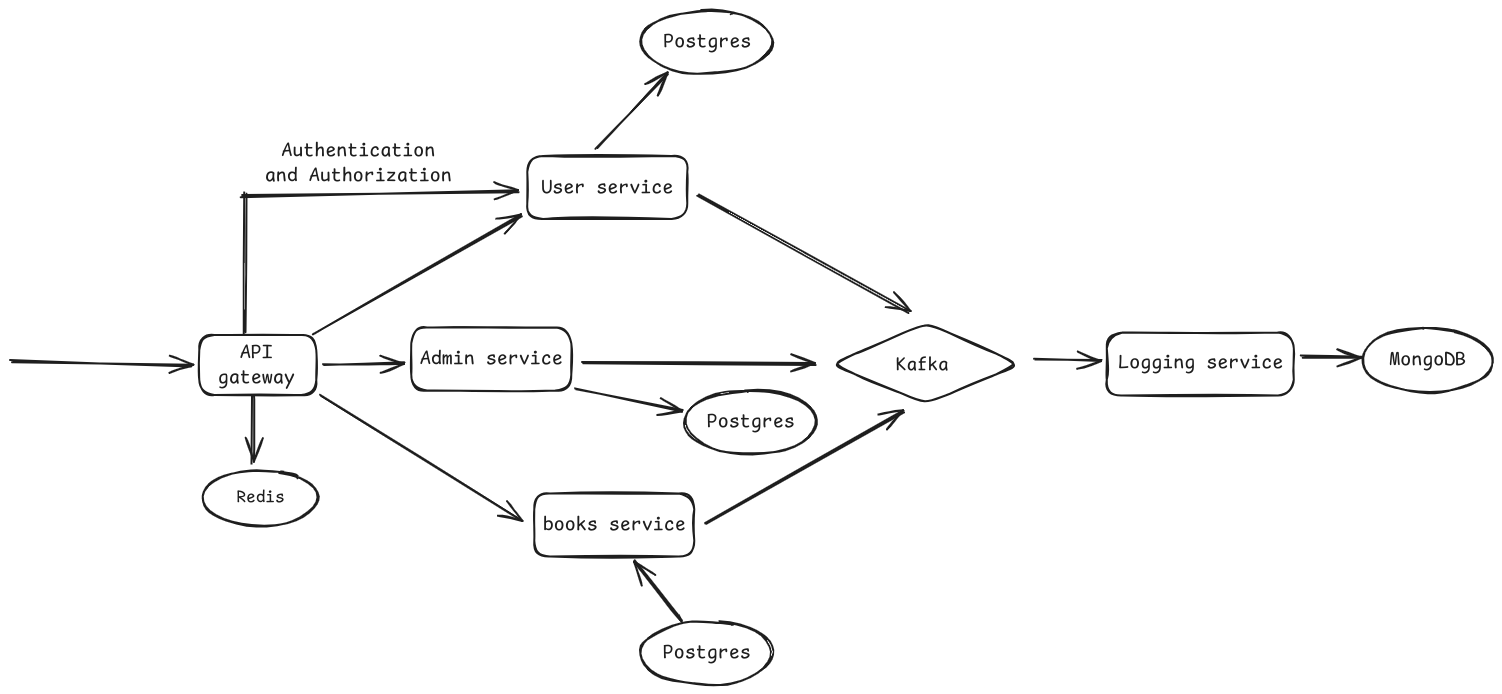 Postgres
Authentication
and Authorization
User service
API
gateway
Admin service
Kafka
Logging service
MongoDB
Postgres
Redis
books service
Postgres